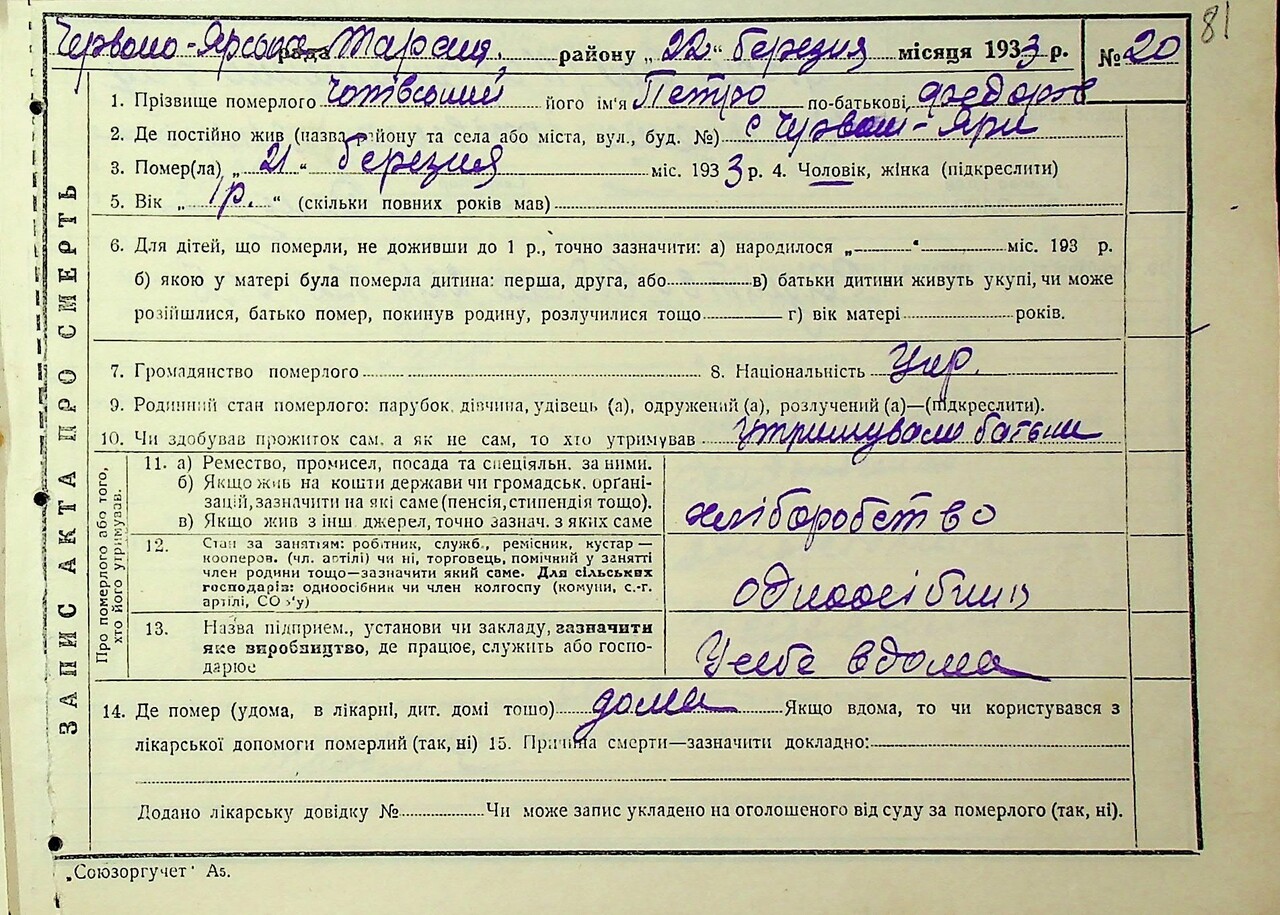 81
Червоно-Ярська рада Таращ. району „22“ березня місяця 1933 р. № 20
ЗАПИС АКТА ПРО СМЕРТЬ
1. Прізвище померлого його ім'я Петро по-батькові, Федоров
2. Де постійно жив (назва району та села або міста, вул., буд. №) с Червоні-Яри
3. Помер(ла) „21“ березня міс. 1933 р. 4. Чоловік, жінка (підкреслити)
5. Вік „1р.“ (скільки повних років мав)
6. Для дітей, що померли, не доживши до 1 р., точно зазначити: а) народилося „ “ міс. 193 р.
б) якою у матері була померла дитина: перша, друга, або в) батьки дитини живуть укупі, чи може
розійшлися, батько помер, покинув родину, розлучилися тощо г) вік матері років.
7. Громадянство померлого 8. Національність Укр.
9. Родинний стан померлого: парубок, дівчина, удівець (а), одружений (а), розлучений (а)—(підкреслити).
10. Чи здобував прожиток сам, а як не сам, то хто утримував Утримували батьки
Про померлого або того,
хто його утримував.
11. а) Ремество, промисел, посада та спеціяльн. за ними.
б) Якщо жив на кошти держави чи громадськ. орґані-
зацій, зазначити на які саме (пенсія, стипендія тощо).
в) Якщо жив з інш. джерел, точно зазнач. з яких саме
хліборобство
12. Стан за занятям: робітник, служб., ремісник, кустар—
кооперов. (чл. артілі) чи ні, торговець, помічний у занятті
член родини тощо—зазначити який саме. Для сільських
господарів: одноосібник чи член колгоспу (комуни, с.-г.
артілі, СОЗ'у)
одноосібник
13. Назва підприєм., установи чи закладу, зазначити
яке виробництво, де працює, служить або госпо-
дарює
У себе вдома
14. Де помер (удома, в лікарні, дит. домі тощо) дома Якщо вдома, то чи користувався з
лікарської допомоги померлий (так, ні) 15. Причина смерти—зазначити докладно:
Додано лікарську довідку № Чи може запис укладено на оголошеного від суду за померлого (так, ні).
„Союзоргучет“ А5.